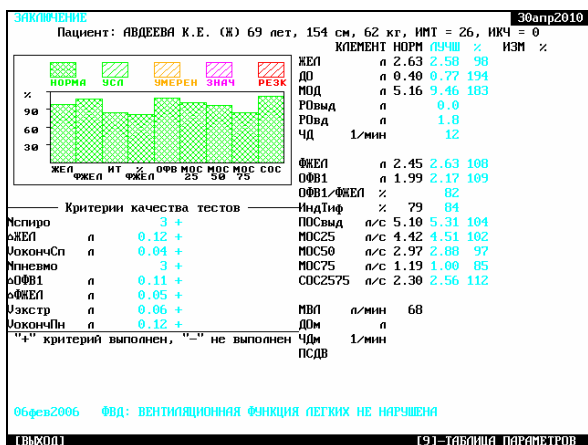 ЗАКЛЮЧЕНИЕ 30апр2010
Пациент: АВДЕЕВА К.Е. (Ж) 69 лет, 154 см, 62 кг, ИМТ = 26, ИКЧ = 0
КЛЕМЕНТ НОРМ ЛУЧШ % ИЗМ %
ЖЕЛ л 2.63 2.58 98
ДО л 0.40 0.77 194
МОД л 5.16 9.46 183
РОвыд л 0.0
РОвд л 1.8
ЧД 1/мин 12
НОРМА УСЛ УМЕРЕН ЗНАЧ РЕЗК
%
90
60
30
ЖЕЛ ФЖЕЛ ИТ % ФЖЕЛ ОФВ МОС 25 МОС 50 МОС 75 СОС
ФЖЕЛ л 2.45 2.63 108
ОФВ1 л 1.99 2.17 109
ОФВ1/ФЖЕЛ % 82
ИндТиф % 79 84
ПОСвыд л/с 5.10 5.31 104
МОС25 л/с 4.42 4.51 102
МОС50 л/с 2.97 2.88 97
МОС75 л/с 1.19 1.00 85
СОС2575 л/с 2.30 2.56 112
МВЛ л/мин 68
ДОм л
ЧДм 1/мин
ПСДВ
Критерии качества тестов
Nспиро 3 +
△ЖЕЛ л 0.12 +
VокончСп л 0.04 +
Nпневмо 3 +
△ОФВ1 л 0.11 +
△ФЖЕЛ л 0.05 +
Vэкстр л 0.06 +
VокончПн л 0.12 +
"+" критерий выполнен, "-" не выполнен
06фев2006 ФВД: ВЕНТИЛЯЦИОННАЯ ФУНКЦИЯ ЛЕГКИХ НЕ НАРУШЕНА
[ВЫХОД] [9]-ТАБЛИЦА ПАРАМЕТРОВ